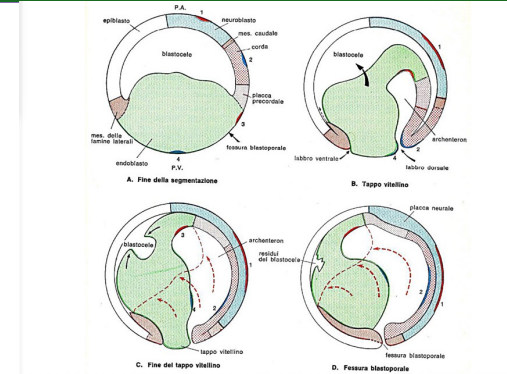 P.A.
1
epiblasto
neuroblasto
mes. caudale
corda
2
blastocele
placca
precordale
3
mes. delle
lamine laterali
fessura blastoporale
endoblasto
4
P.V.
A. Fine della segmentazione
1
blastocele
archenteron
2
4
labbro ventrale
labbro dorsale
B. Tappo vitellino
3
blastocele
archenteron
1
4
2
tappo vitellino
C. Fine del tappo vitellino
placca neurale
residui
del blastocele
2
1
fessura blastoporale
D. Fessura blastoporale